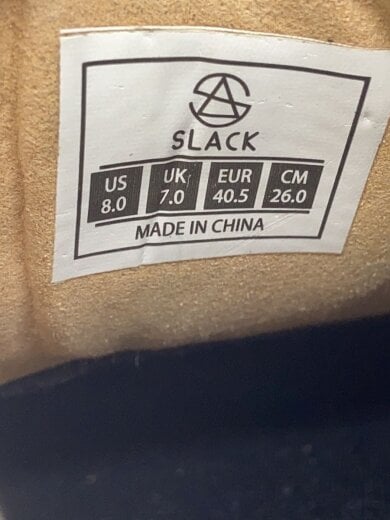 SLACK
US UK EUR CM
8.0 7.0 40.5 26.0
MADE IN CHINA